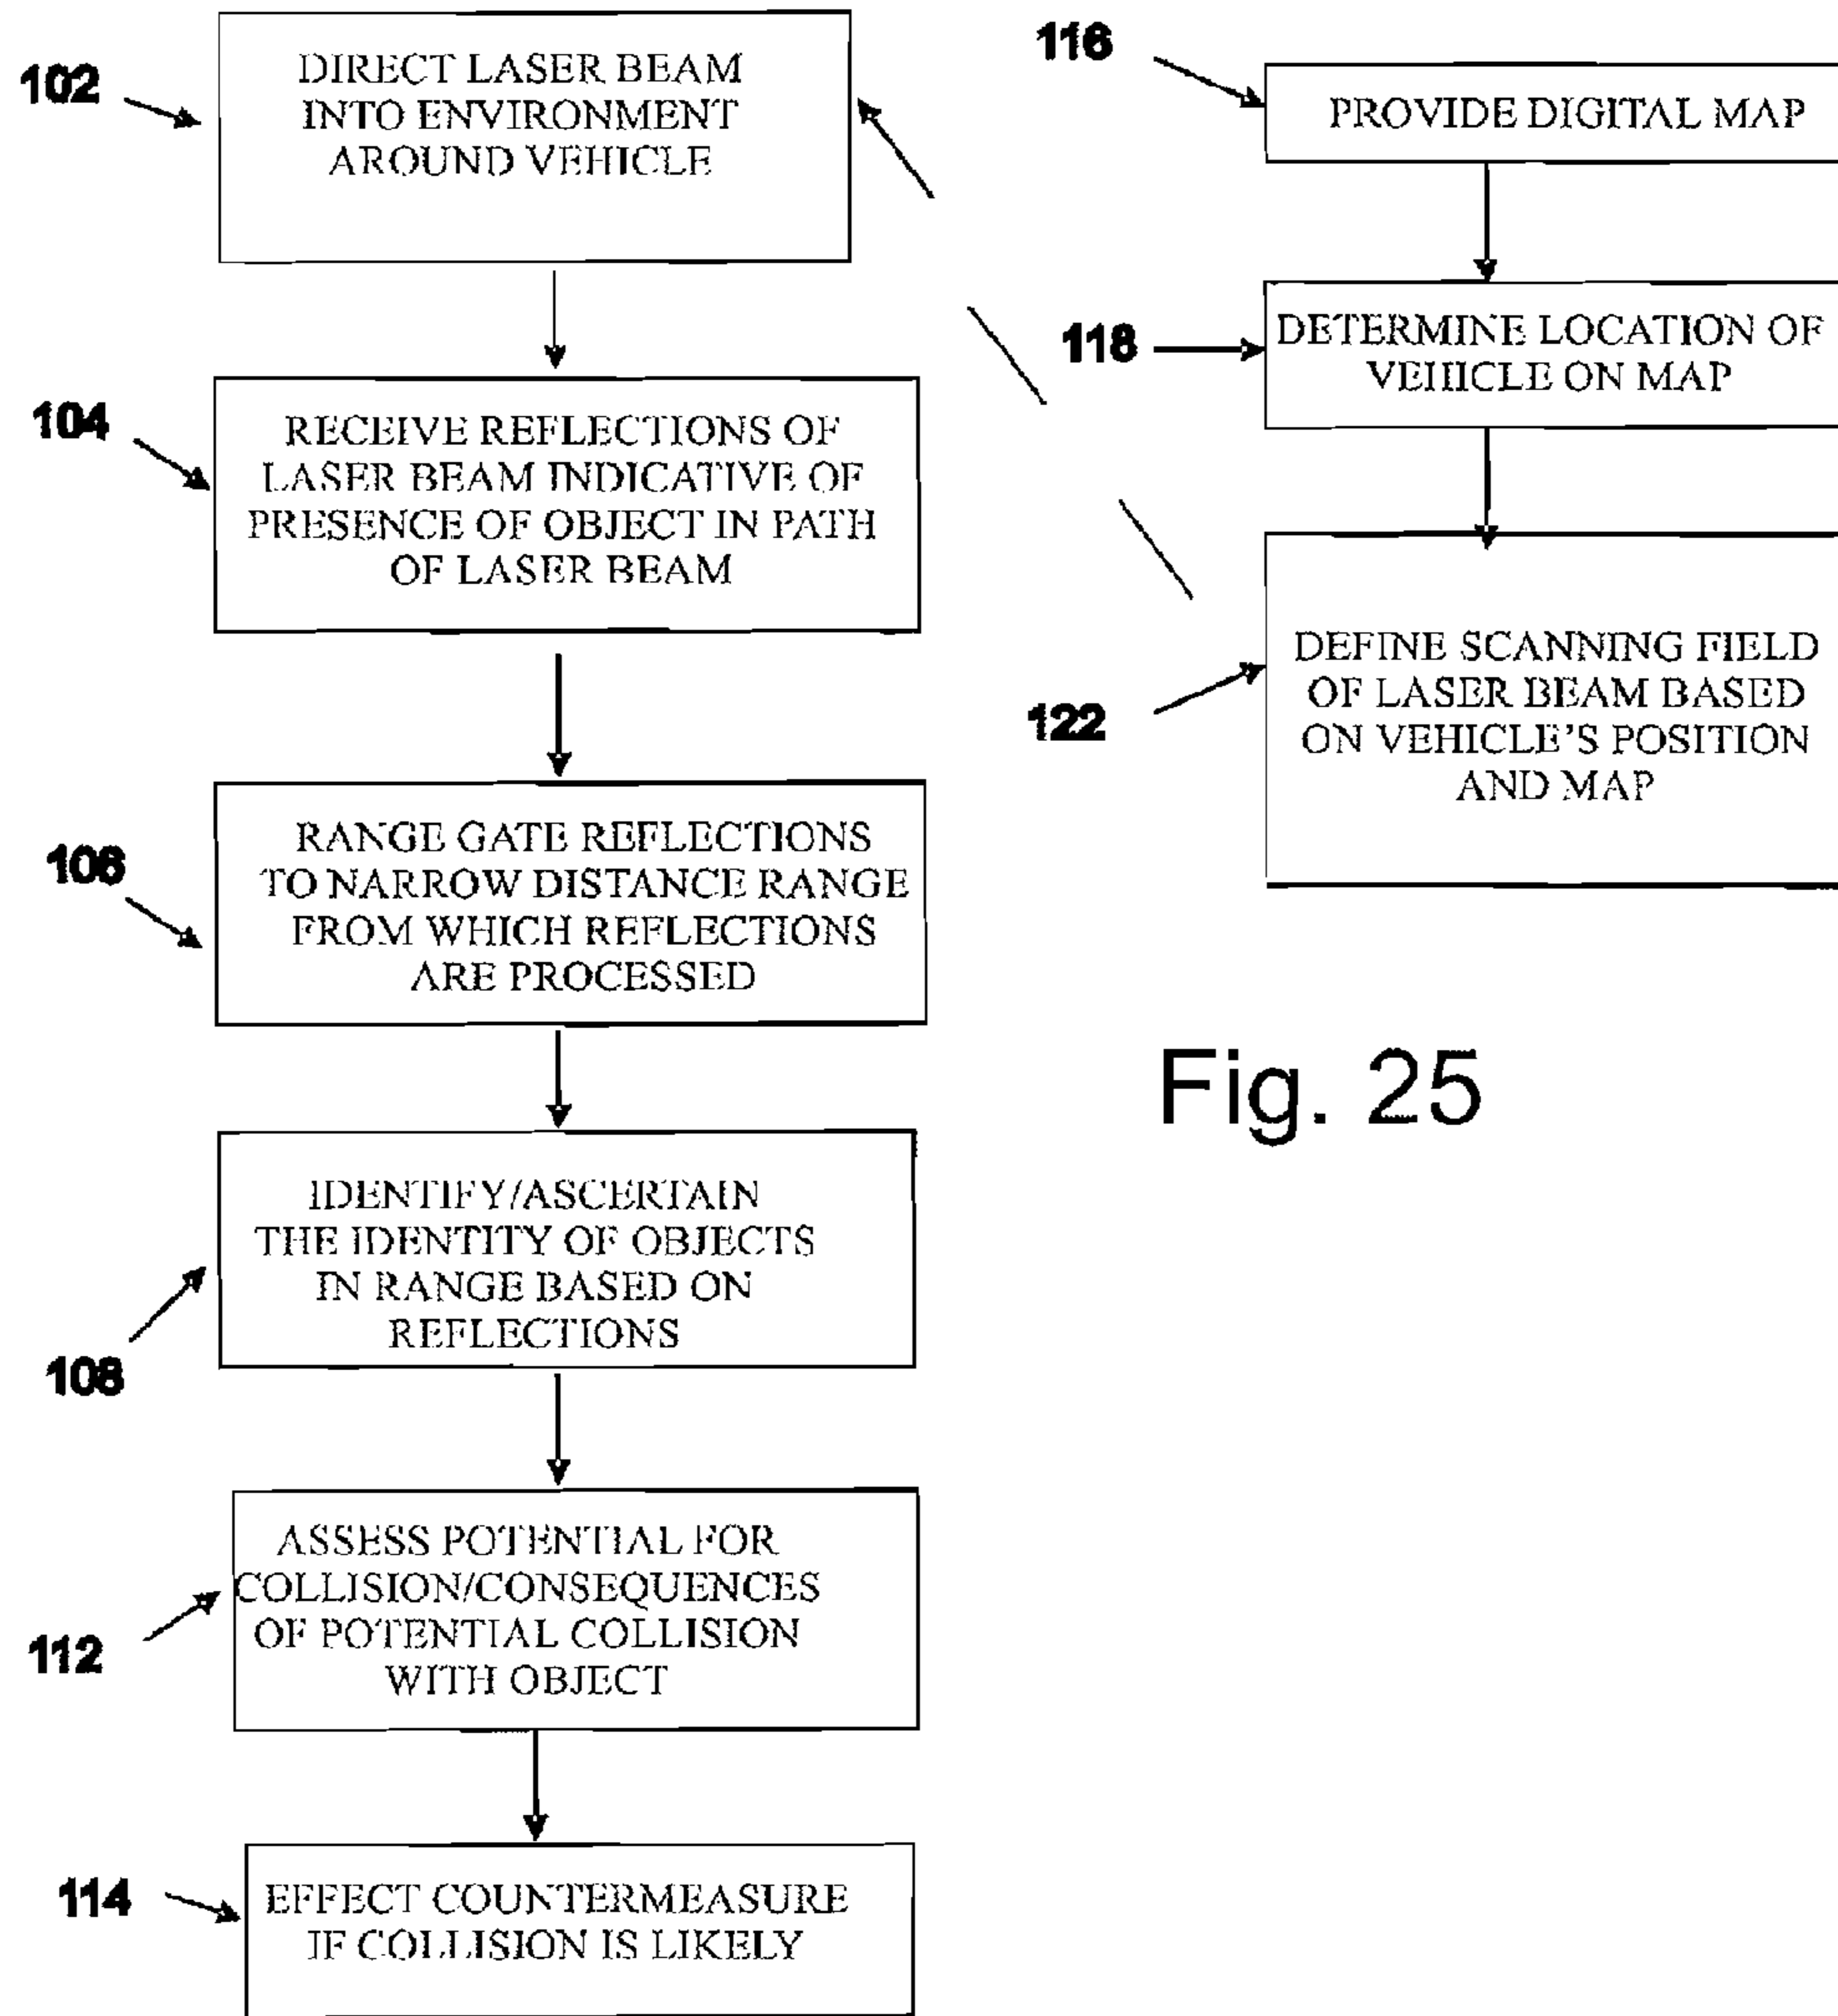 102
DIRECT LASER BEAM
INTO ENVIRONMENT
AROUND VEHICLE
104
RECEIVE REFLECTIONS OF
LASER BEAM INDICATIVE OF
PRESENCE OF OBJECT IN PATH
OF LASER BEAM
106
RANGE GATE REFLECTIONS
TO NARROW DISTANCE RANGE
FROM WHICH REFLECTIONS
ARE PROCESSED
108
IDENTIFY/ASCERTAIN
THE IDENTITY OF OBJECTS
IN RANGE BASED ON
REFLECTIONS
112
ASSESS POTENTIAL FOR
COLLISION/CONSEQUENCES
OF POTENTIAL COLLISION
WITH OBJECT
114
EFFECT COUNTERMEASURE
IF COLLISION IS LIKELY
116
PROVIDE DIGITAL MAP
118
DETERMINE LOCATION OF
VEHICLE ON MAP
122
DEFINE SCANNING FIELD
OF LASER BEAM BASED
ON VEHICLE'S POSITION
AND MAP
Fig. 25